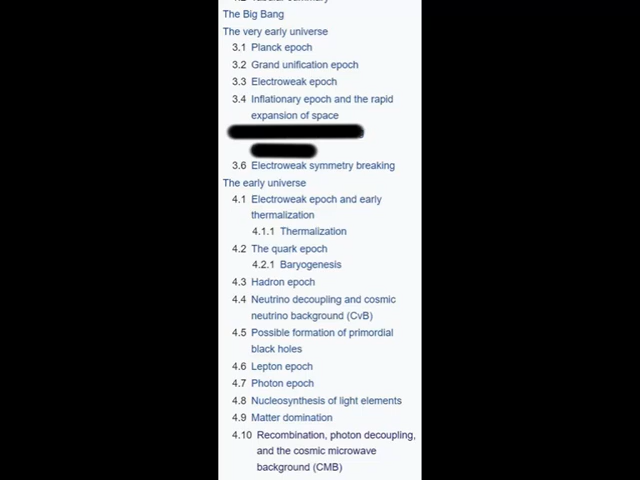 The Big Bang
The very early universe
3.1 Planck epoch
3.2 Grand unification epoch
3.3 Electroweak epoch
3.4 Inflationary epoch and the rapid
expansion of space
3.6 Electroweak symmetry breaking
The early universe
4.1 Electroweak epoch and early
thermalization
4.1.1 Thermalization
4.2 The quark epoch
4.2.1 Baryogenesis
4.3 Hadron epoch
4.4 Neutrino decoupling and cosmic
neutrino background (CνB)
4.5 Possible formation of primordial
black holes
4.6 Lepton epoch
4.7 Photon epoch
4.8 Nucleosynthesis of light elements
4.9 Matter domination
4.10 Recombination, photon decoupling,
and the cosmic microwave
background (CMB)